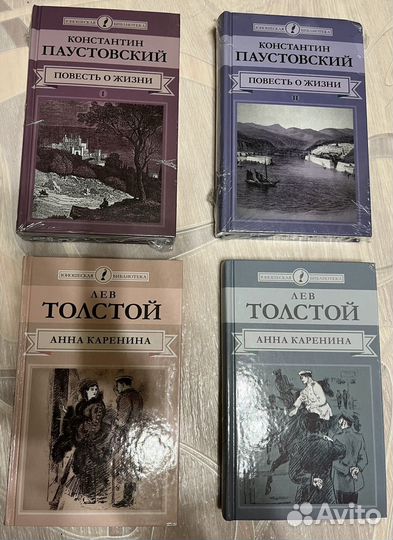 ЮНОШЕСКАЯ БИБЛИОТЕКА
КОНСТАНТИН
ПАУСТОВСКИЙ
ПОВЕСТЬ О ЖИЗНИ
I
ЮНОШЕСКАЯ БИБЛИОТЕКА
КОНСТАНТИН
ПАУСТОВСКИЙ
ПОВЕСТЬ О ЖИЗНИ
II
ЮНОШЕСКАЯ БИБЛИОТЕКА
ЛЕВ
ТОЛСТОЙ
АННА КАРЕНИНА
ЮНОШЕСКАЯ БИБЛИОТЕКА
ЛЕВ
ТОЛСТОЙ
АННА КАРЕНИНА
Avito